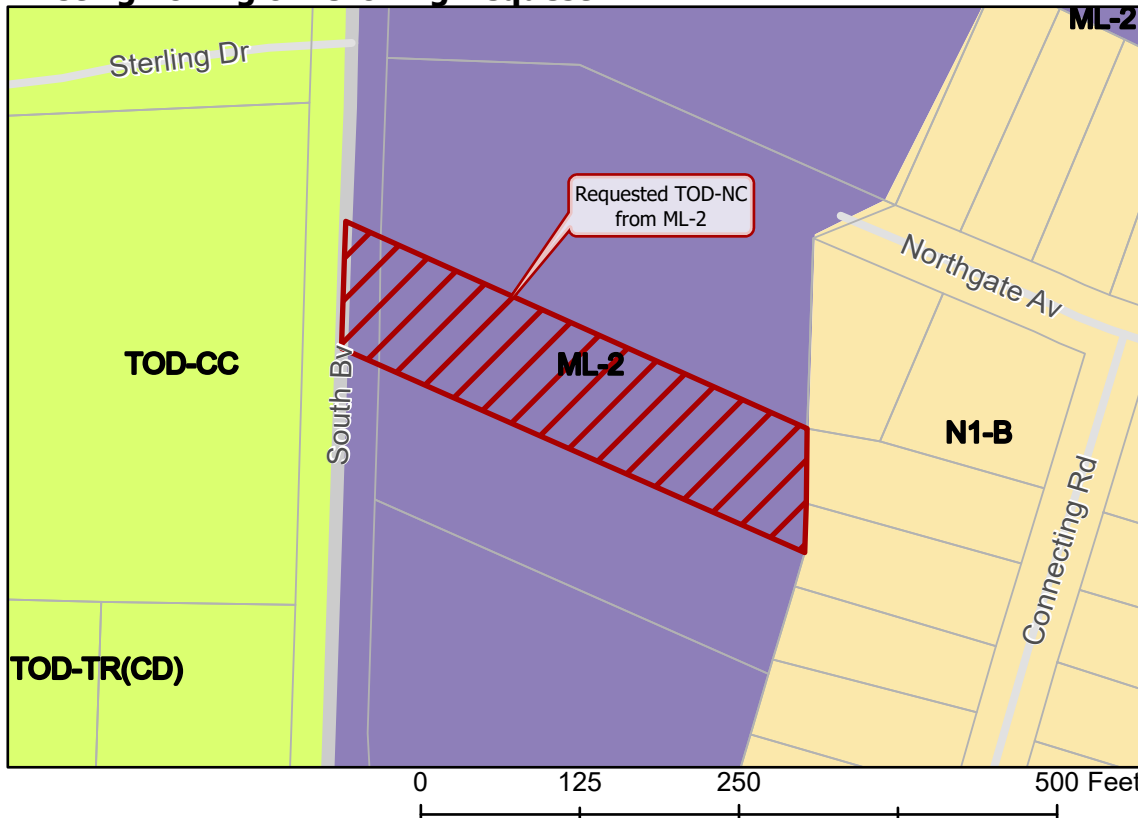 ML-2
Sterling Dr
Requested TOD-NC
from ML-2
Northgate Av
TOD-CC
ML-2
South Bv
N1-B
Connecting Rd
TOD-TR(CD)
0 125 250 500 Feet